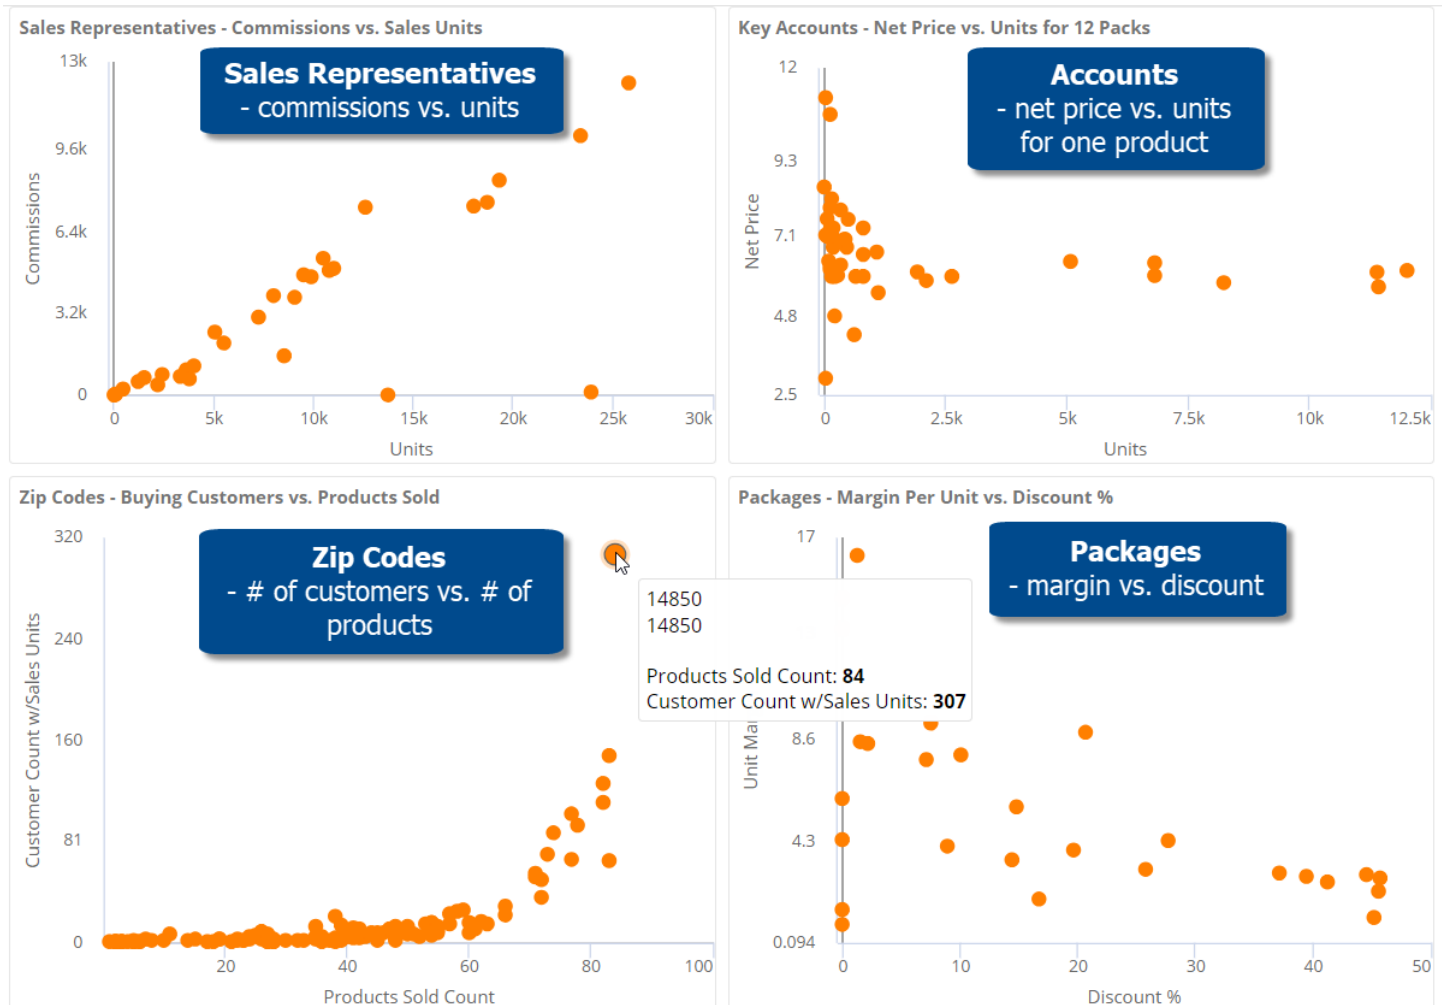 Sales Representatives - Commissions vs. Sales Units
Sales Representatives
- commissions vs. units
13k
9.6k
6.4k
3.2k
0
Commissions
0
5k
10k
15k
20k
25k
30k
Units
Key Accounts - Net Price vs. Units for 12 Packs
Accounts
- net price vs. units
for one product
12
9.3
7.1
4.8
2.5
Net Price
0
2.5k
5k
7.5k
10k
12.5k
Units
Zip Codes - Buying Customers vs. Products Sold
Zip Codes
- # of customers vs. # of
products
320
240
160
81
0
Customer Count w/Sales Units
20
40
60
80
100
Products Sold Count
14850
14850
Products Sold Count: 84
Customer Count w/Sales Units: 307
Packages - Margin Per Unit vs. Discount %
Packages
- margin vs. discount
17
8.6
4.3
0.094
Unit Ma
0
10
20
30
40
50
Discount %